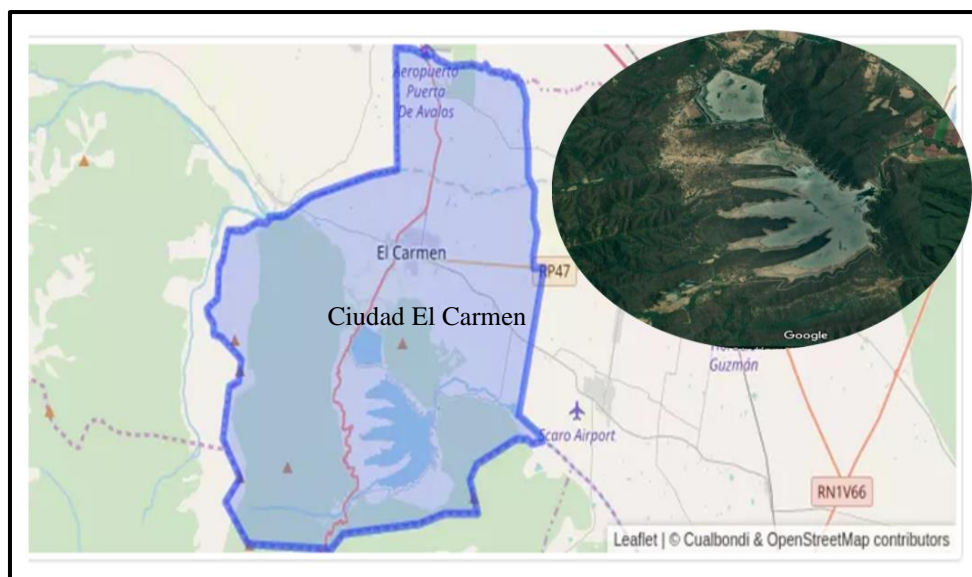 Aeropuerto
Puerta
De Avalos
El Carmen
RP47
Ciudad El Carmen
Google
Guzmán
Scaro Airport
RN1V66
Leaflet | © Cualbondi & OpenStreetMap contributors